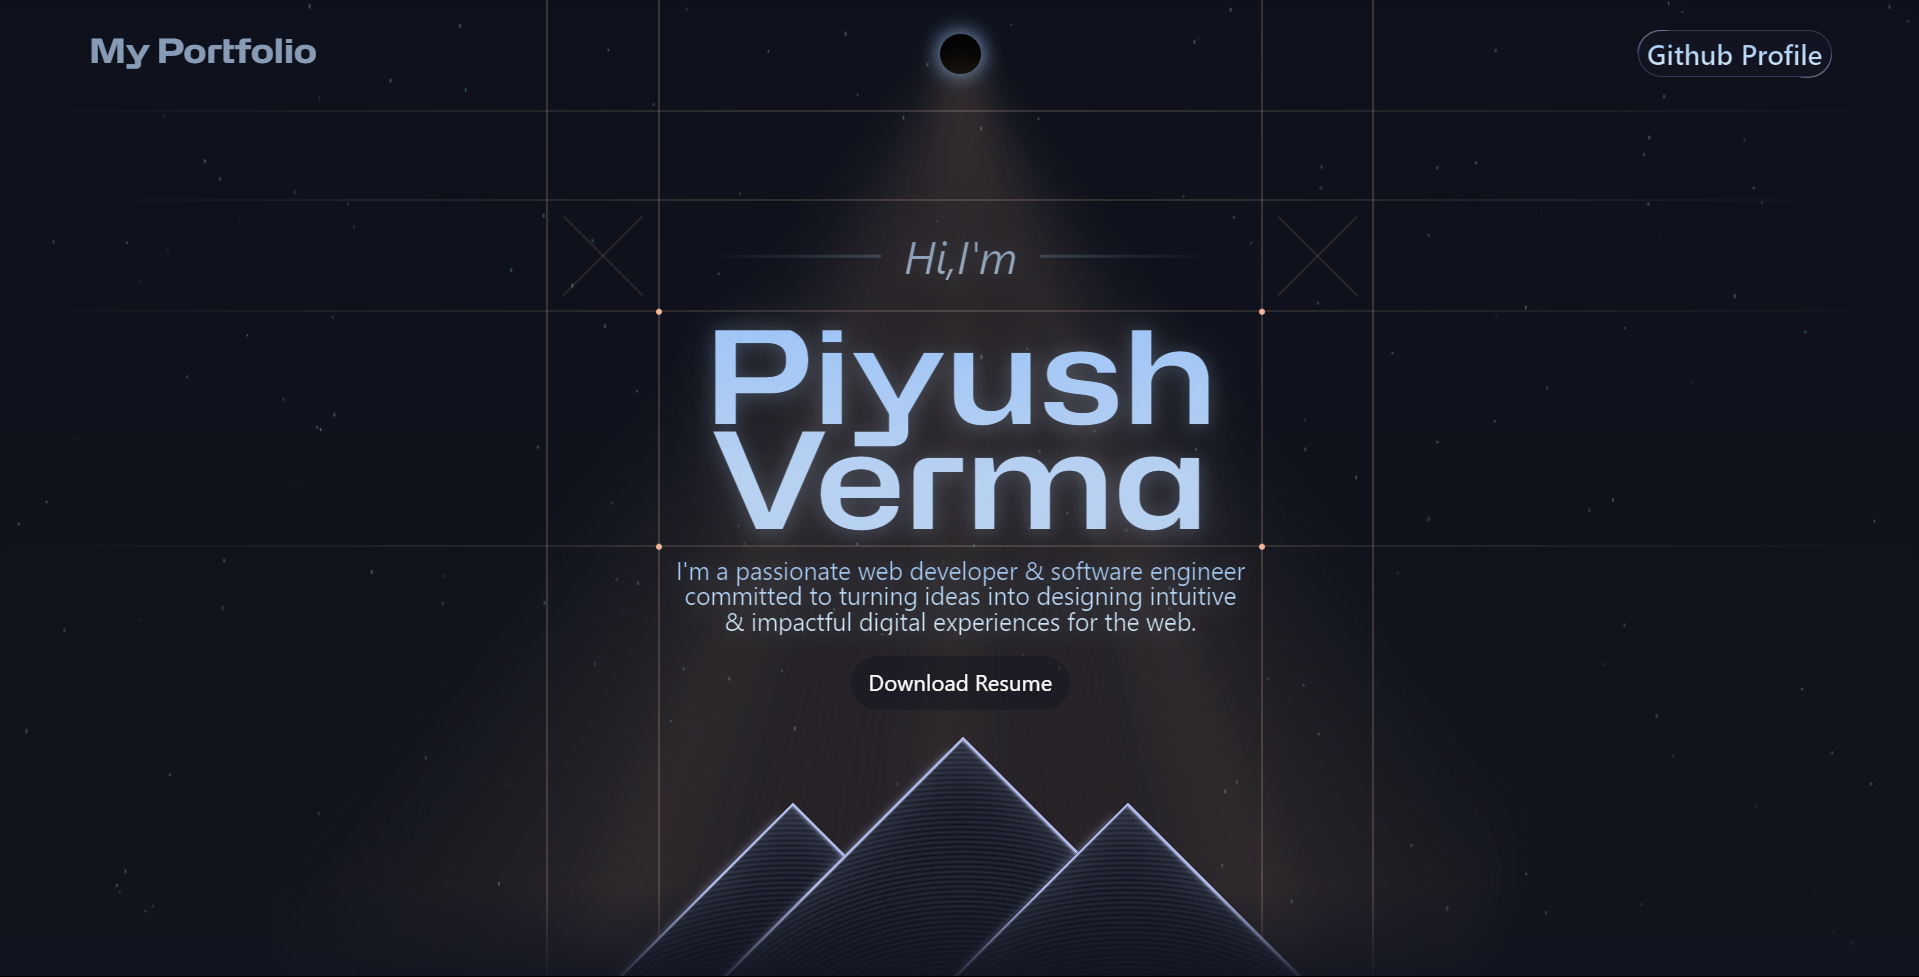 My Portfolio
Github Profile
Hi,I'm
Piyush
Verma
I'm a passionate web developer & software engineer
committed to turning ideas into designing intuitive
& impactful digital experiences for the web.
Download Resume